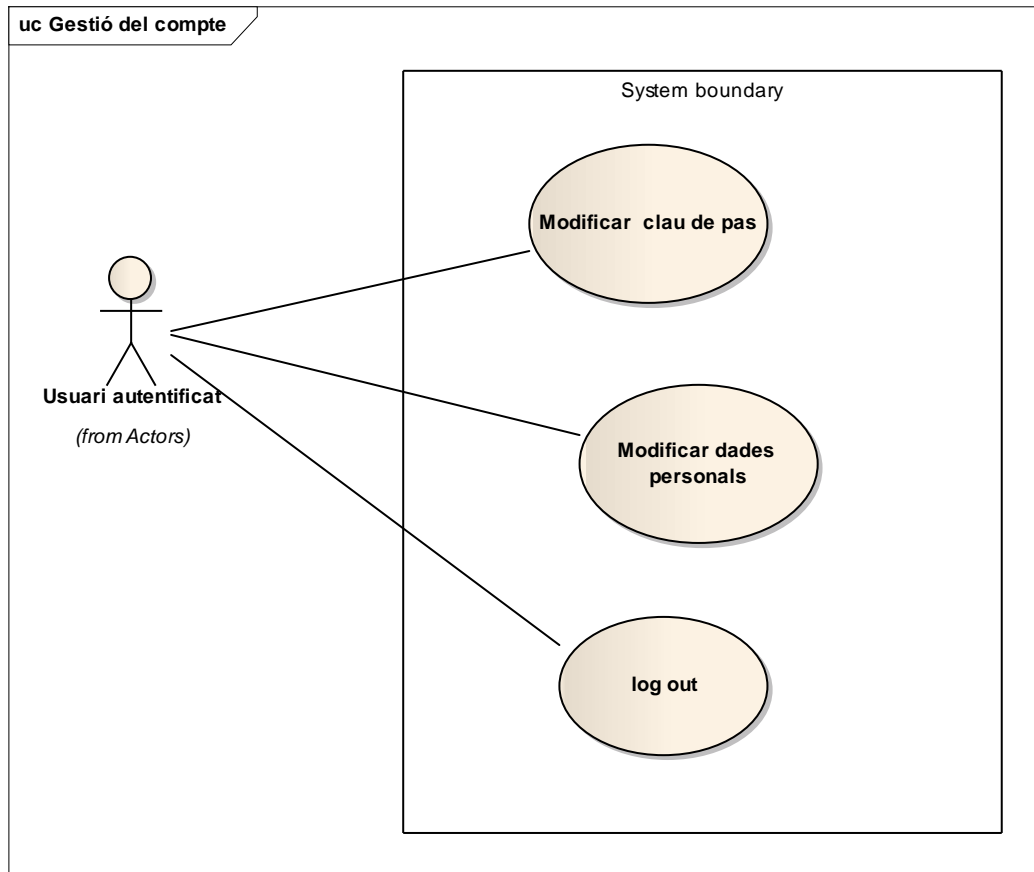 uc Gestió del compte
System boundary
Modificar  clau de pas
Usuari autentificat
(from Actors)
Modificar dades
personals
log out